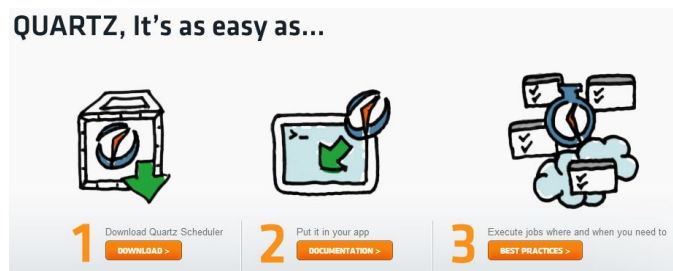 QUARTZ, It's as easy as...
>_
1
Download Quartz Scheduler
DOWNLOAD >
2
Put it in your app
DOCUMENTATION >
3
Execute jobs where and when you need to
BEST PRACTICES >